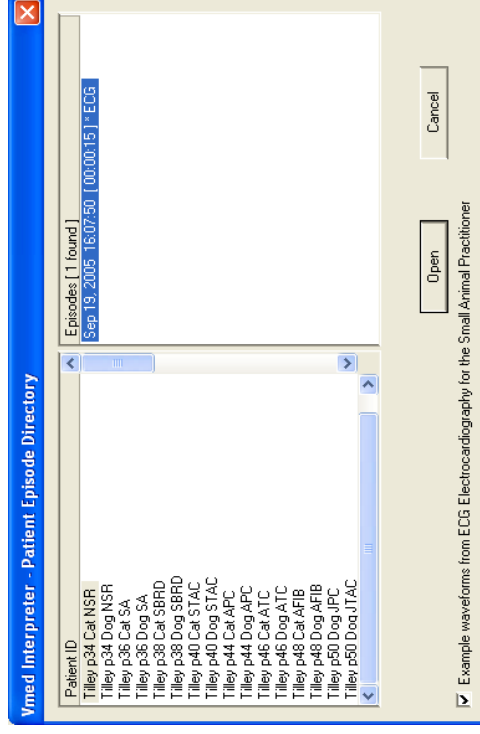 Vmed Interpreter - Patient Episode Directory
Patient ID
Tilley p34 Cat NSR
Tilley p34 Dog NSR
Tilley p36 Cat SA
Tilley p36 Dog SA
Tilley p38 Cat SBRD
Tilley p38 Dog SBRD
Tilley p40 Cat STAC
Tilley p40 Dog STAC
Tilley p44 Cat APC
Tilley p44 Dog APC
Tilley p46 Cat ATC
Tilley p46 Dog ATC
Tilley p48 Cat AFIB
Tilley p48 Dog AFIB
Tilley p50 Dog JPC
Tilley p50 Dog JTAC
Episodes [ 1 found ]
Sep 19, 2005 16:07:50 [ 00:00:15 ] * ECG
Open
Cancel
Example waveforms from ECG Electrocardiography for the Small Animal Practitioner